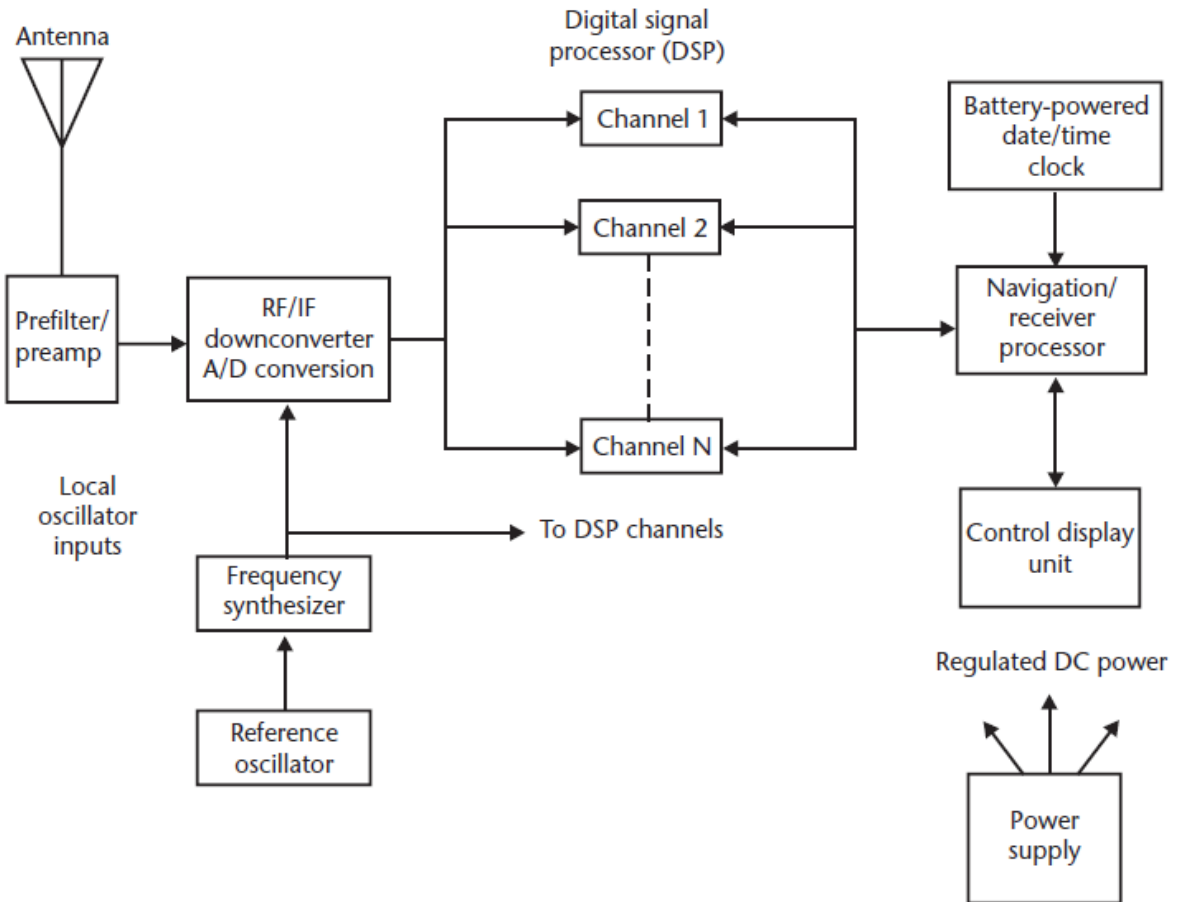 Antenna
Digital signal
processor (DSP)
Channel 1
Battery-powered
date/time
clock
Channel 2
Prefilter/
preamp
RF/IF
downconverter
A/D conversion
Navigation/
receiver
processor
Channel N
Local
oscillator
inputs
To DSP channels
Control display
unit
Frequency
synthesizer
Regulated DC power
Reference
oscillator
Power
supply